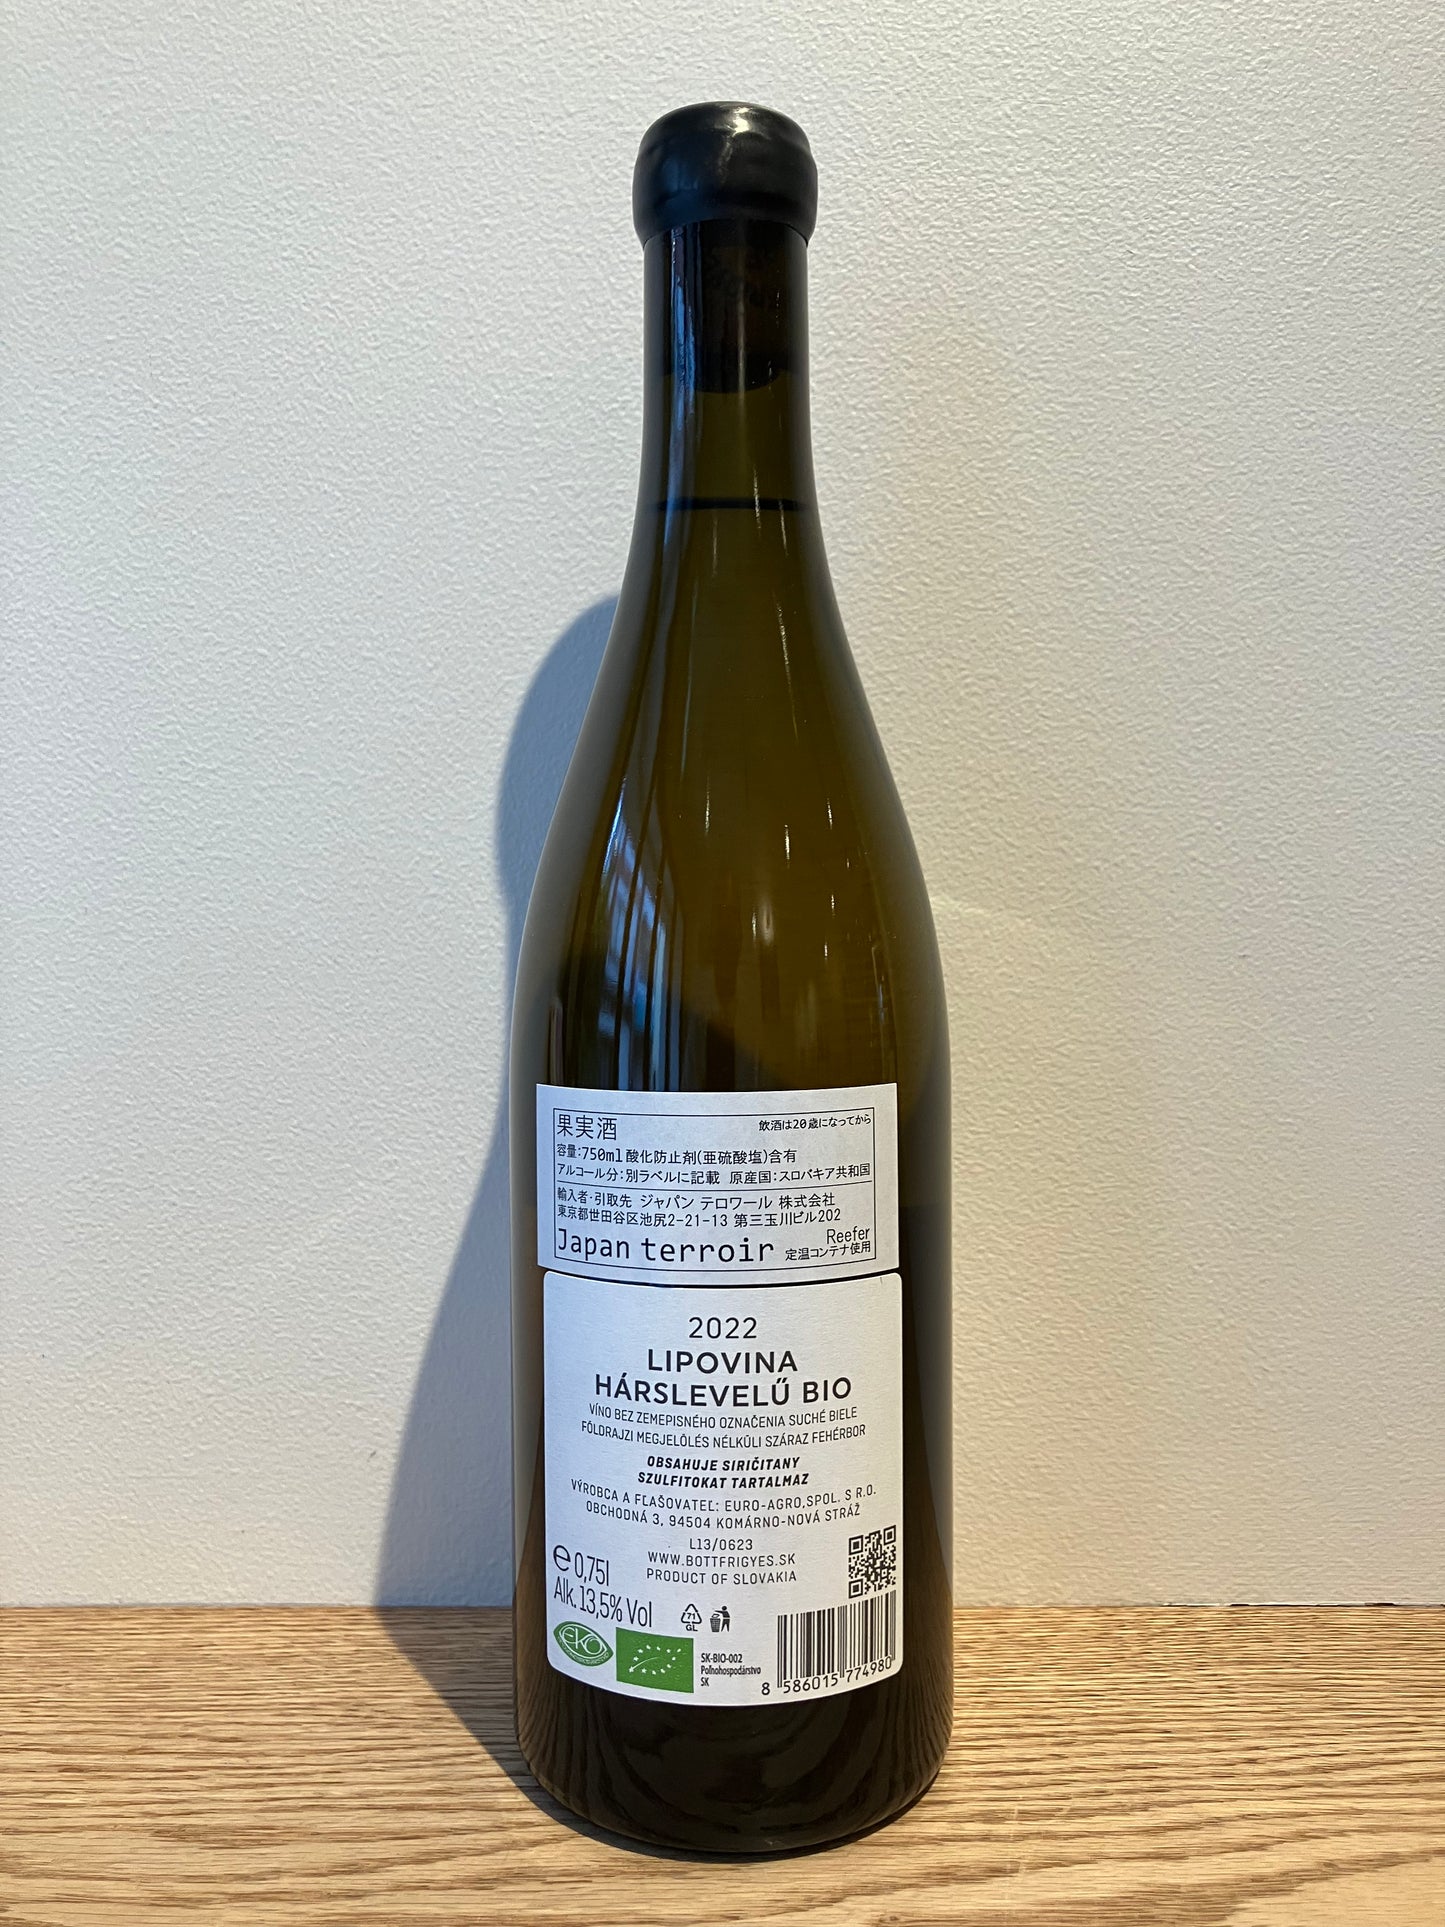 果実酒 飲酒は20歳になってから
容量:750ml 酸化防止剤(亜硫酸塩)含有
アルコール分:別ラベルに記載 原産国:スロバキア共和国
輸入者・引取先 ジャパン テロワール 株式会社
東京都世田谷区池尻2-21-13 第三玉川ビル202
Japan terroir Reefer
定温コンテナ使用
2022
LIPOVINA
HÁRSLEVELŰ BIO
VÍNO BEZ ZEMEPISNÉHO OZNAČENIA SUCHÉ BIELE
FÖLDRAJZI MEGJELÖLÉS NÉLKÜLI SZÁRAZ FEHÉRBOR
OBSAHUJE SIRIČITANY
SZULFITOKAT TARTALMAZ
VÝROBCA A FĽAŠOVATEĽ: EURO-AGRO,SPOL. S R.O.
OBCHODNÁ 3, 94504 KOMÁRNO-NOVÁ STRÁŽ
L13/0623
WWW.BOTTFRIGYES.SK
PRODUCT OF SLOVAKIA
e 0,75l
Alk. 13,5% Vol
71
GL
EKO
SK-BIO-002
Poľnohospodárstvo
SK
8 586015 774980